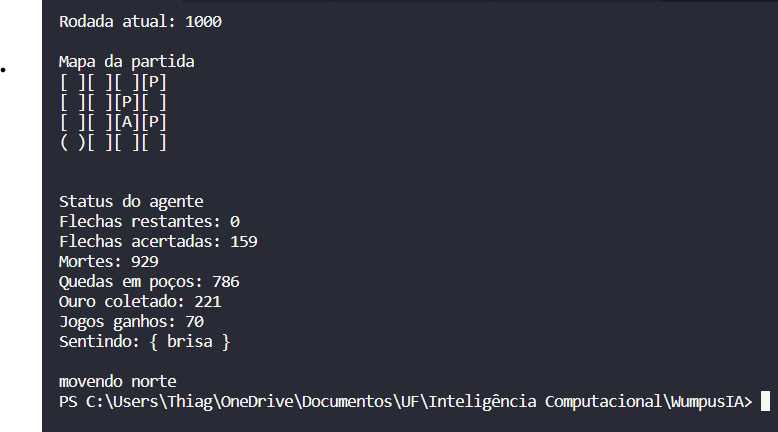 Rodada atual: 1000
Mapa da partida
[ ][ ][ ][P]
[ ][ ][P][ ]
[ ][ ][A][P]
( )[ ][ ][ ]
Status do agente
Flechas restantes: 0
Flechas acertadas: 159
Mortes: 929
Quedas em poços: 786
Ouro coletado: 221
Jogos ganhos: 70
Sentindo: { brisa }
movendo norte
PS C:\Users\Thiag\OneDrive\Documentos\UF\Inteligência Computacional\WumpusIA>